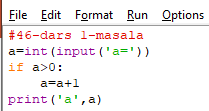 File Edit Format Run Options
#46-dars 1-masala
a=int(input('a='))
if a>0:
    a=a+1
print('a',a)